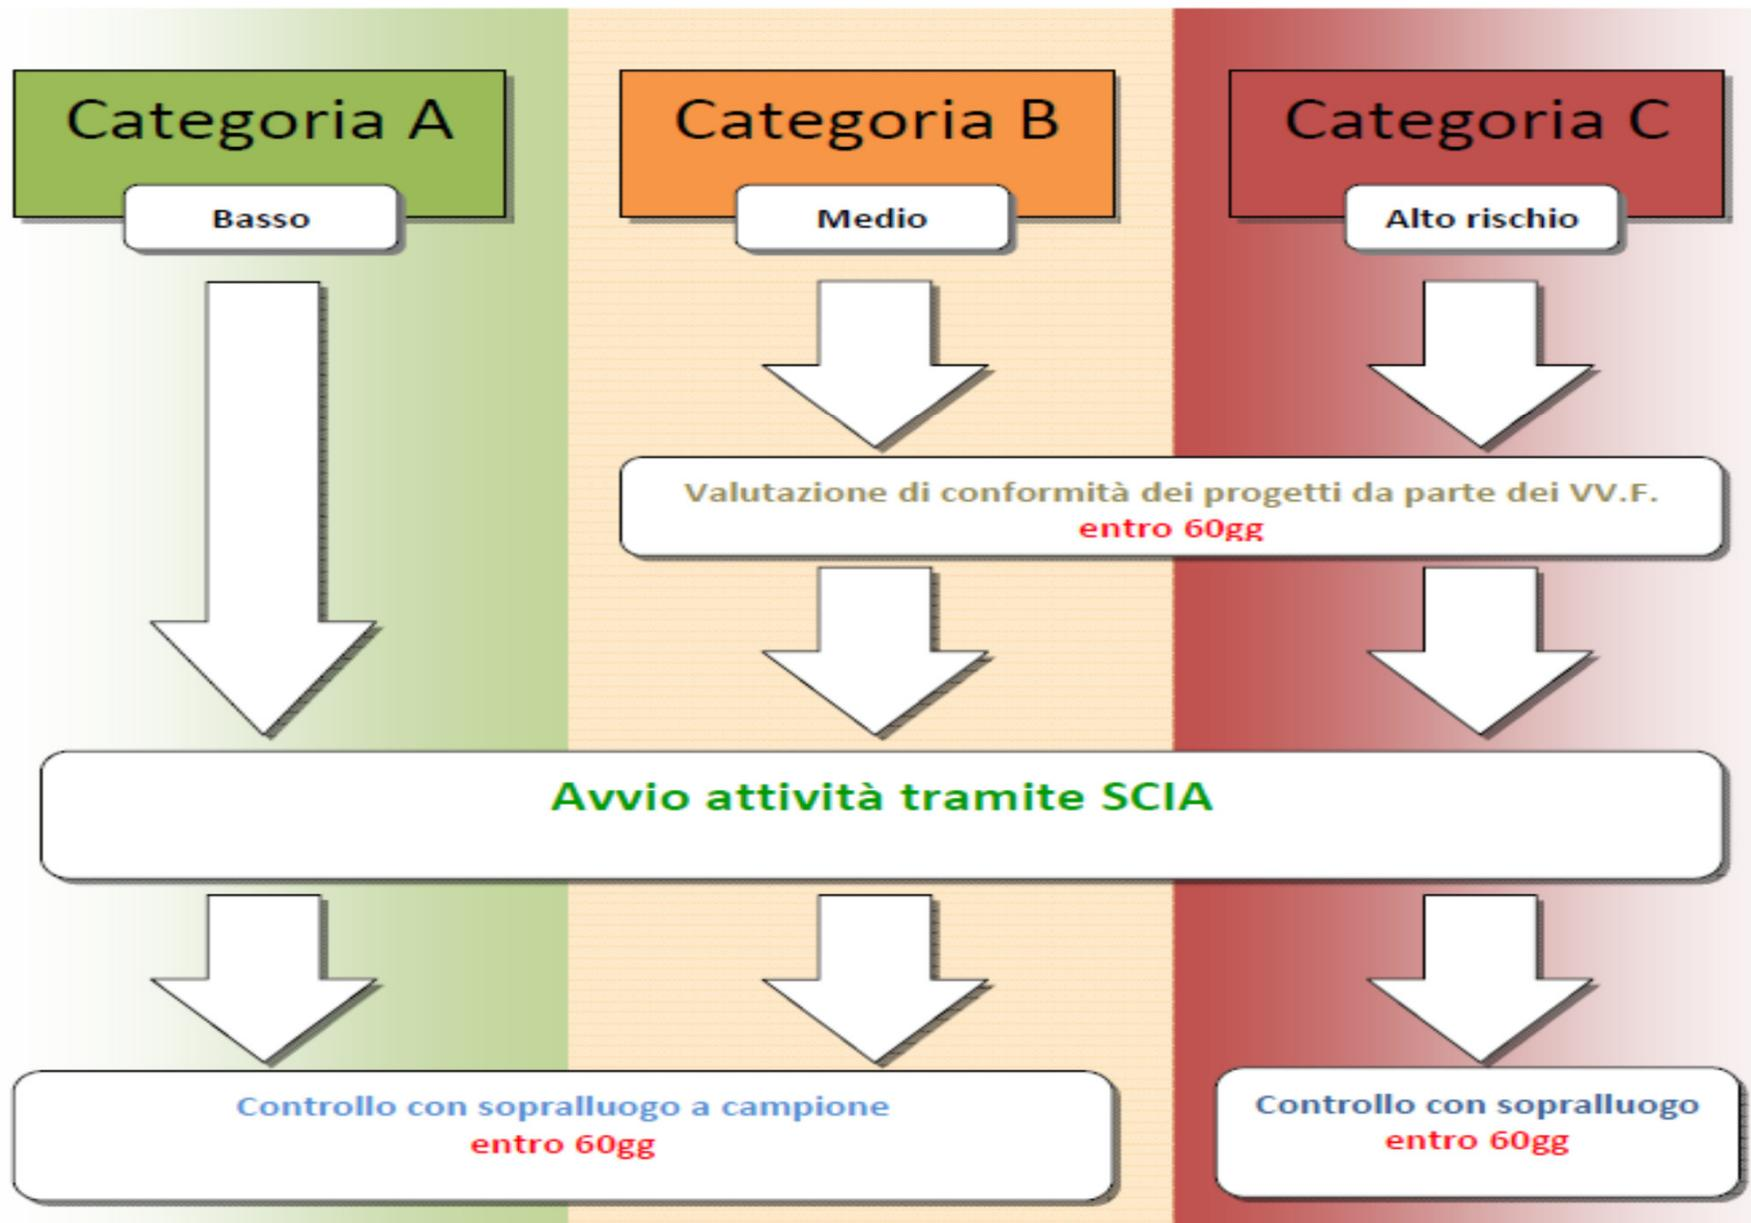 Categoria A
Basso
Categoria B
Medio
Categoria C
Alto rischio
Valutazione di conformità dei progetti da parte dei VV.F.
entro 60gg
Avvio attività tramite SCIA
Controllo con sopralluogo a campione
entro 60gg
Controllo con sopralluogo
entro 60gg